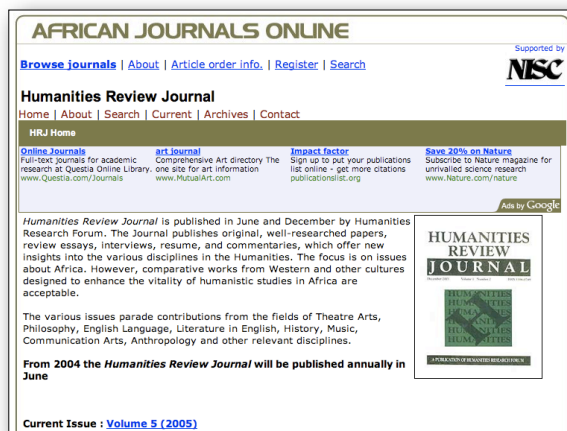 AFRICAN JOURNALS ONLINE
Supported by
Browse journals | About | Article order info. | Register | Search
NISC
Humanities Review Journal
Home | About | Search | Current | Archives | Contact
HRJ Home
Online Journals
Full-text journals for academic
research at Questia Online Library.
www.Questia.com/Journals
art journal
Comprehensive Art directory The
one site for art information
www.MutualArt.com
Impact factor
Sign up to put your publications
list online - get more citations
publicationslist.org
Save 20% on Nature
Subscribe to Nature magazine for
unrivalled science research
www.Nature.com/nature
Ads by Google
Humanities Review Journal is published in June and December by Humanities
Research Forum. The Journal publishes original, well-researched papers,
review essays, interviews, resume, and commentaries, which offer new
insights into the various disciplines in the Humanities. The focus is on issues
about Africa. However, comparative works from Western and other cultures
designed to enhance the vitality of humanistic studies in Africa are
acceptable.
The various issues parade contributions from the fields of Theatre Arts,
Philosophy, English Language, Literature in English, History, Music,
Communication Arts, Anthropology and other relevant disciplines.
From 2004 the Humanities Review Journal will be published annually in
June
HUMANITIES
REVIEW
JOURNAL
HUMANITIES
HUMANITIES
A PUBLICATION OF HUMANITIES RESEARCH FORUM
Current Issue : Volume 5 (2005)